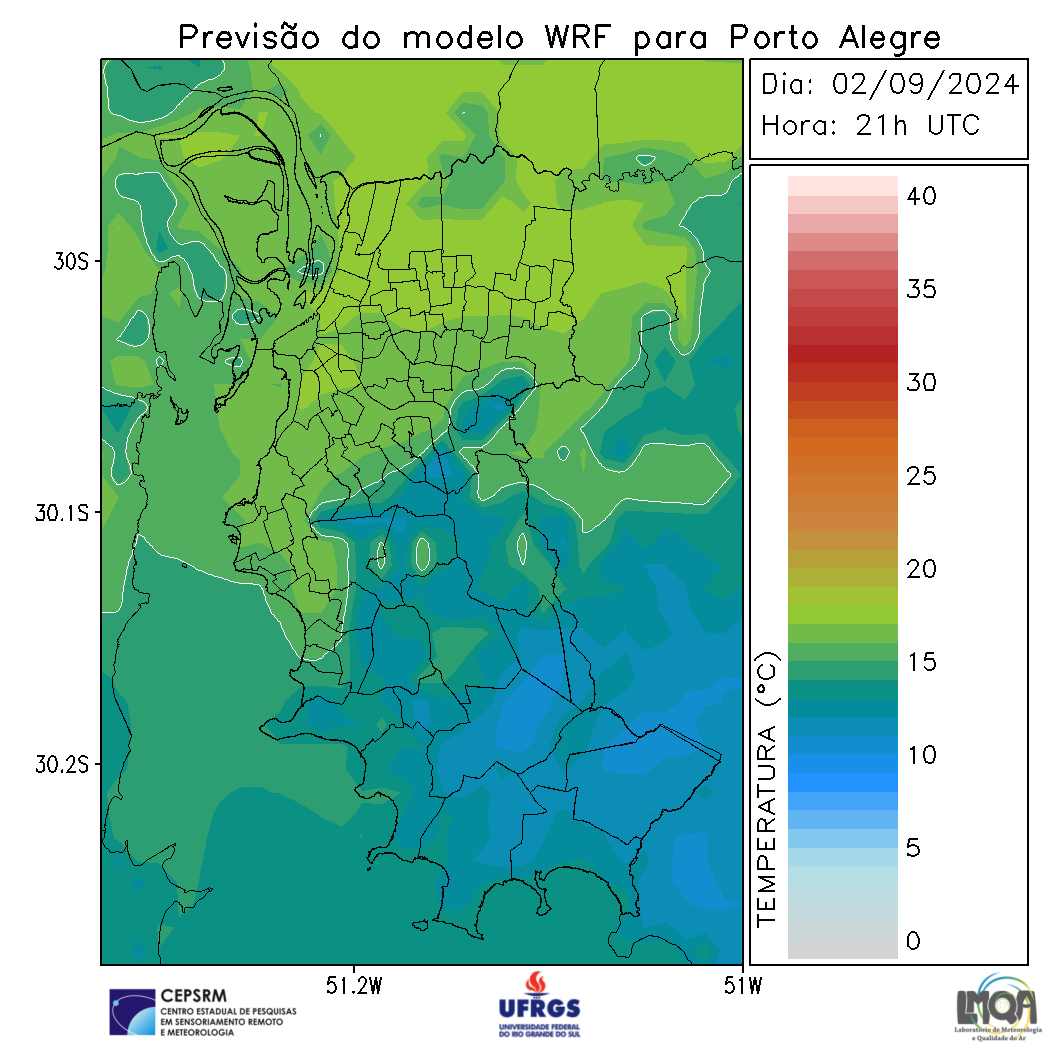 Previsão do modelo WRF para Porto Alegre
Dia: 02/09/2024
Hora: 21h UTC
40
35
30
25
20
15
10
5
0
TEMPERATURA (°C)
30S
30.1S
30.2S
51.2W
51W
CEPSRM
CENTRO ESTADUAL DE PESQUISAS
EM SENSORIAMENTO REMOTO
E METEOROLOGIA
UFRGS
UNIVERSIDADE FEDERAL
DO RIO GRANDE DO SUL
LMQA
Laboratório de Meteorologia
e Qualidade do Ar